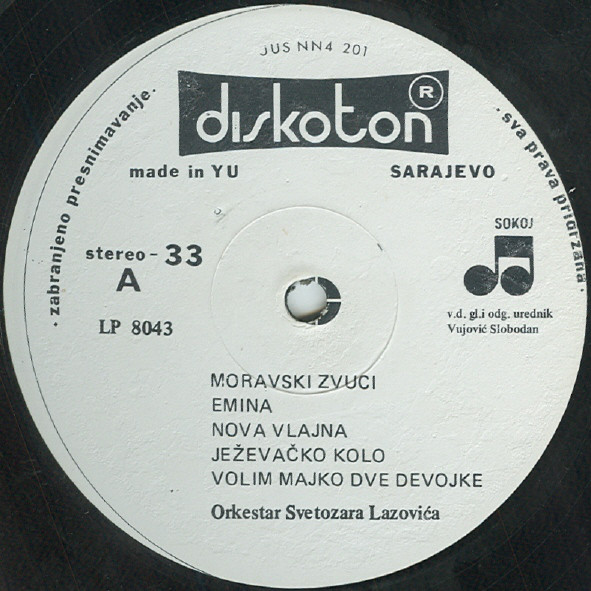 JUS NN4 201
diskoton ®
made in YU
SARAJEVO
· zabranjeno presnimavanje ·
· sva prava pridržana ·
stereo - 33
A
LP 8043
SOKOJ
v.d. gl.i odg. urednik
Vujović Slobodan
MORAVSKI ZVUCI
EMINA
NOVA VLAJNA
JEŽEVAČKO KOLO
VOLIM MAJKO DVE DEVOJKE
Orkestar Svetozara Lazovića